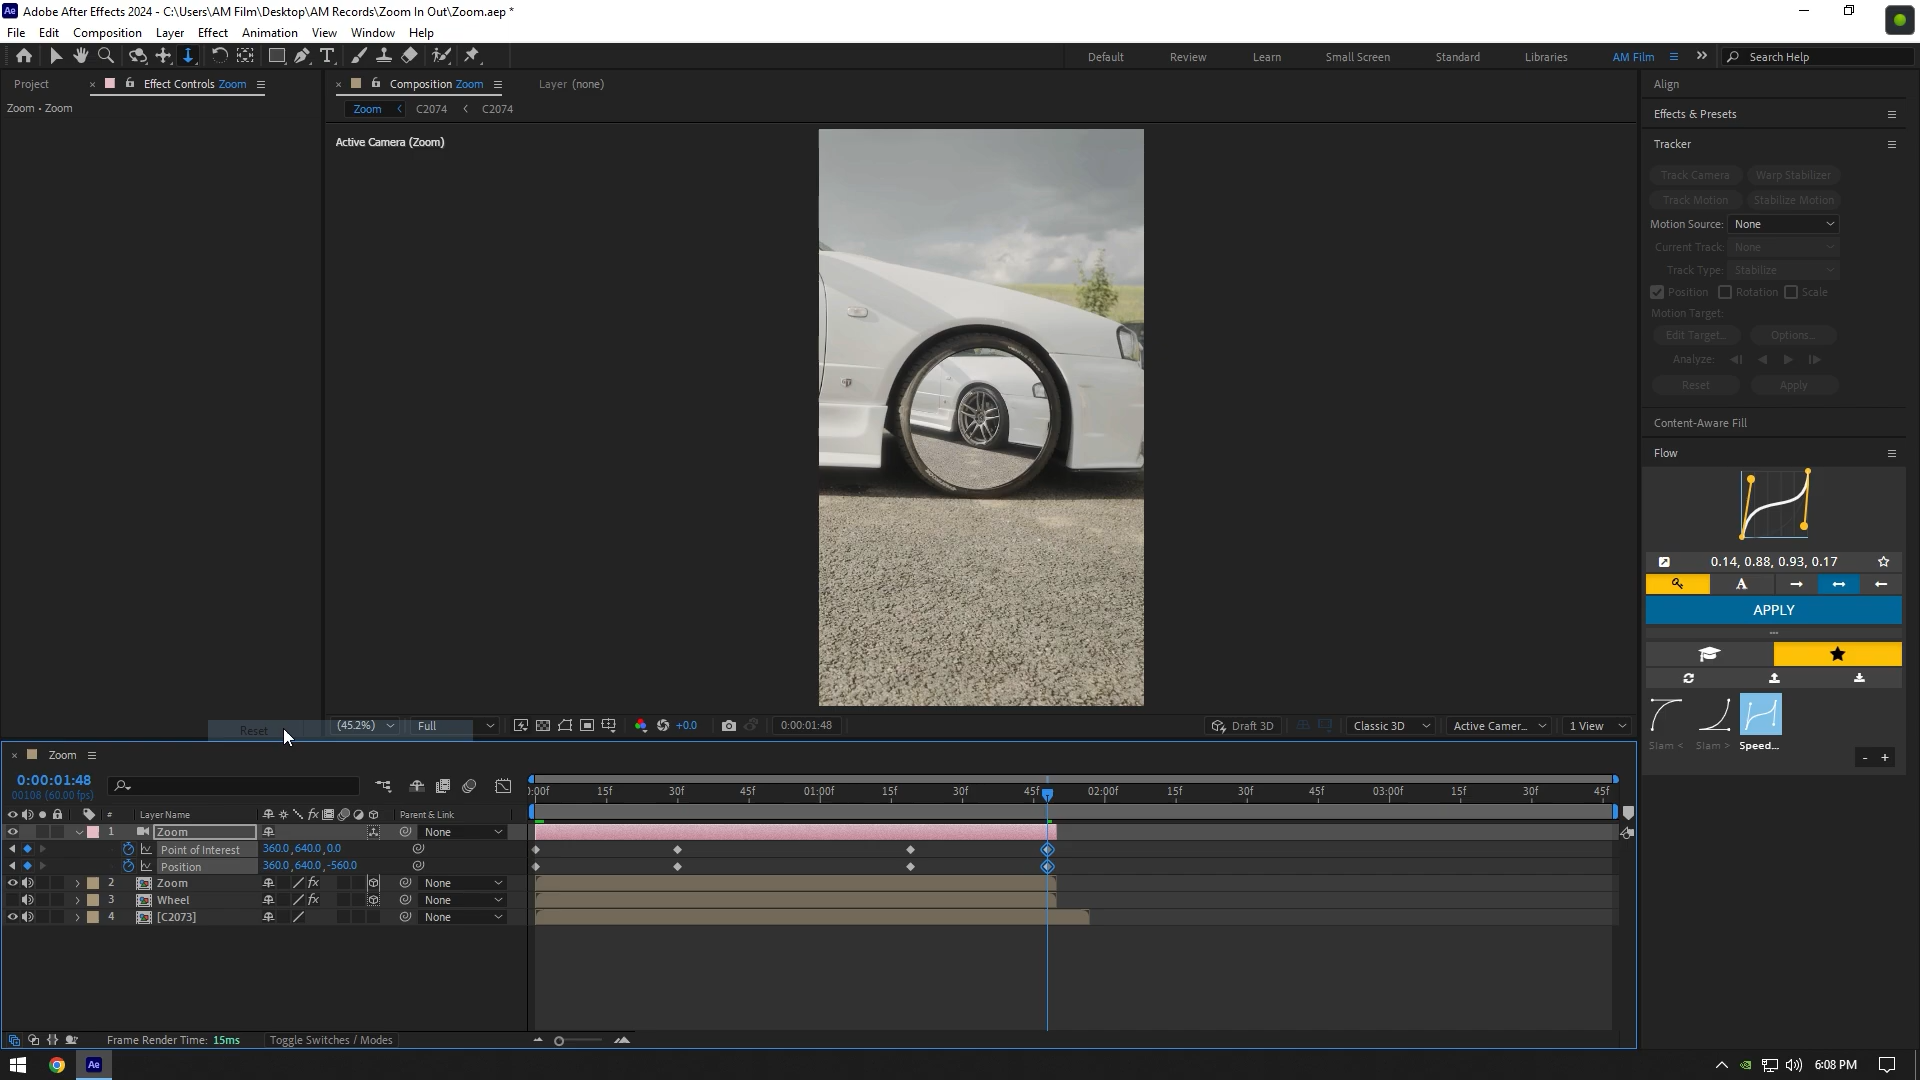 Adobe After Effects 2024 - C:\Users\AM Film\Desktop\AM Records\Zoom In Out\Zoom.aep *
File Edit Composition Layer Effect Animation View Window Help
Default Review Learn Small Screen Standard Libraries AM Film Search Help
Project Effect Controls Zoom Composition Zoom Layer (none) Align
Zoom • Zoom Zoom C2074 C2074
Effects & Presets
Active Camera (Zoom)
Tracker
Track Camera Warp Stabilizer
Track Motion Stabilize Motion
Motion Source: None
Current Track: None
Track Type: Stabilize
Position Rotation Scale
Motion Target:
Edit Target... Options...
Analyze:
Reset Apply
Content-Aware Fill
Flow
0.14, 0.88, 0.93, 0.17
A
APPLY
Slam < Slam > Speed...
- +
Reset (45.2%) Full +0.0 0:00:01:48 Draft 3D Classic 3D Active Camer... 1 View
Zoom
0:00:01:48
00108 (60.00 fps)
:00f 15f 30f 45f 01:00f 15f 30f 45f 02:00f 15f 30f 45f 03:00f 15f 30f 45f
# Layer Name fx Parent & Link
1 Zoom None
Point of Interest 360.0,640.0,0.0
Position 360.0,640.0,-560.0
2 Zoom fx None
3 Wheel fx None
4 [C2073] None
Frame Render Time: 15ms Toggle Switches / Modes
Ae 6:08 PM